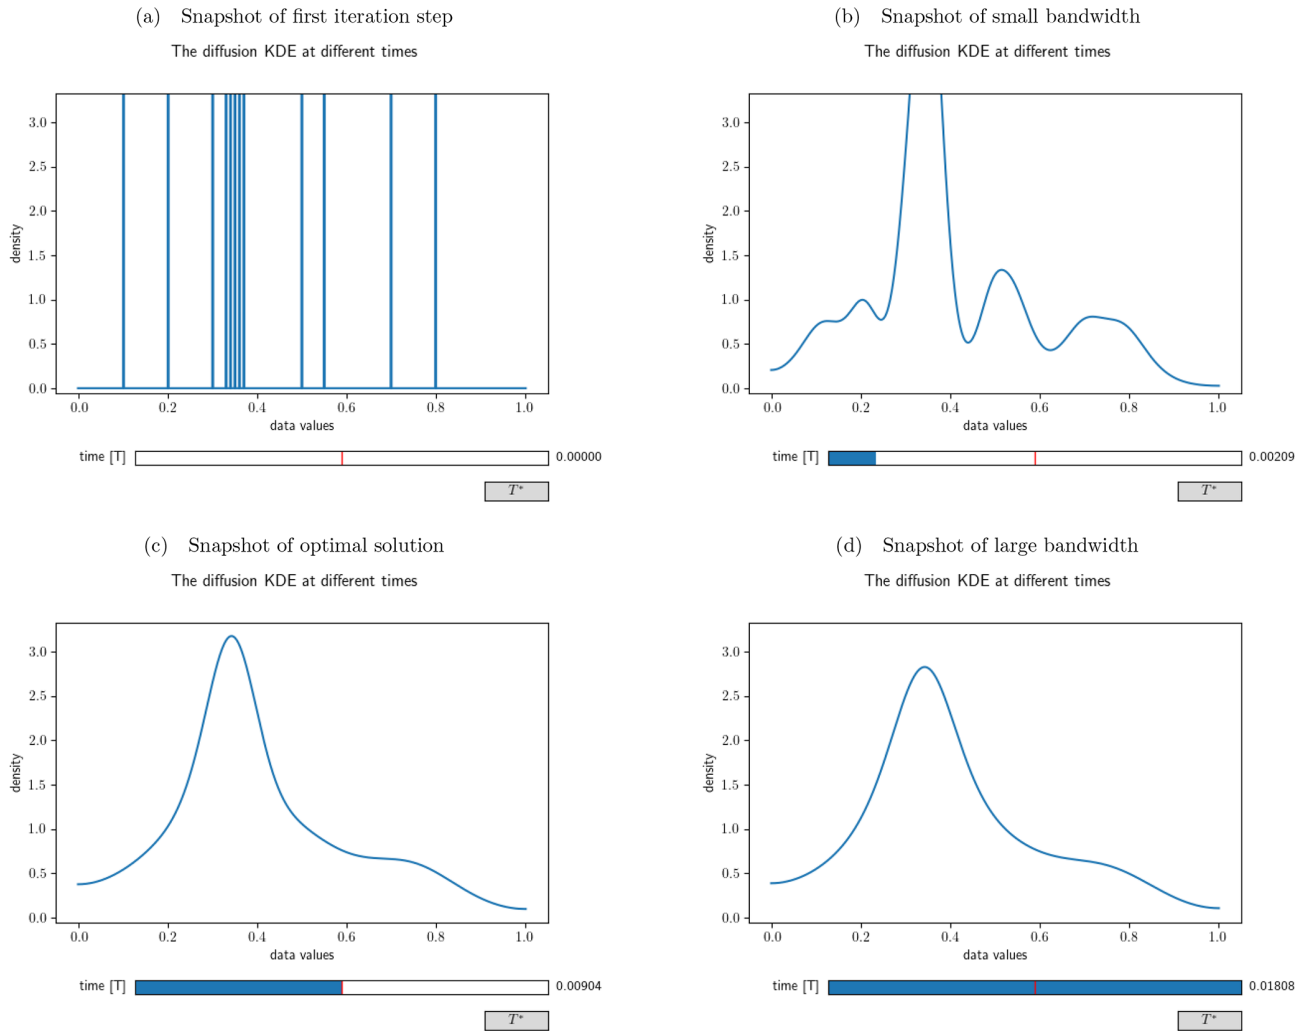 (a) Snapshot of first iteration step
The diffusion KDE at different times
3.0
2.5
2.0
1.5
1.0
0.5
0.0
density
0.0 0.2 0.4 0.6 0.8 1.0
data values
time [T] 0.00000
T*
(b) Snapshot of small bandwidth
The diffusion KDE at different times
3.0
2.5
2.0
1.5
1.0
0.5
0.0
density
0.0 0.2 0.4 0.6 0.8 1.0
data values
time [T] 0.00209
T*
(c) Snapshot of optimal solution
The diffusion KDE at different times
3.0
2.5
2.0
1.5
1.0
0.5
0.0
density
0.0 0.2 0.4 0.6 0.8 1.0
data values
time [T] 0.00904
T*
(d) Snapshot of large bandwidth
The diffusion KDE at different times
3.0
2.5
2.0
1.5
1.0
0.5
0.0
density
0.0 0.2 0.4 0.6 0.8 1.0
data values
time [T] 0.01808
T*